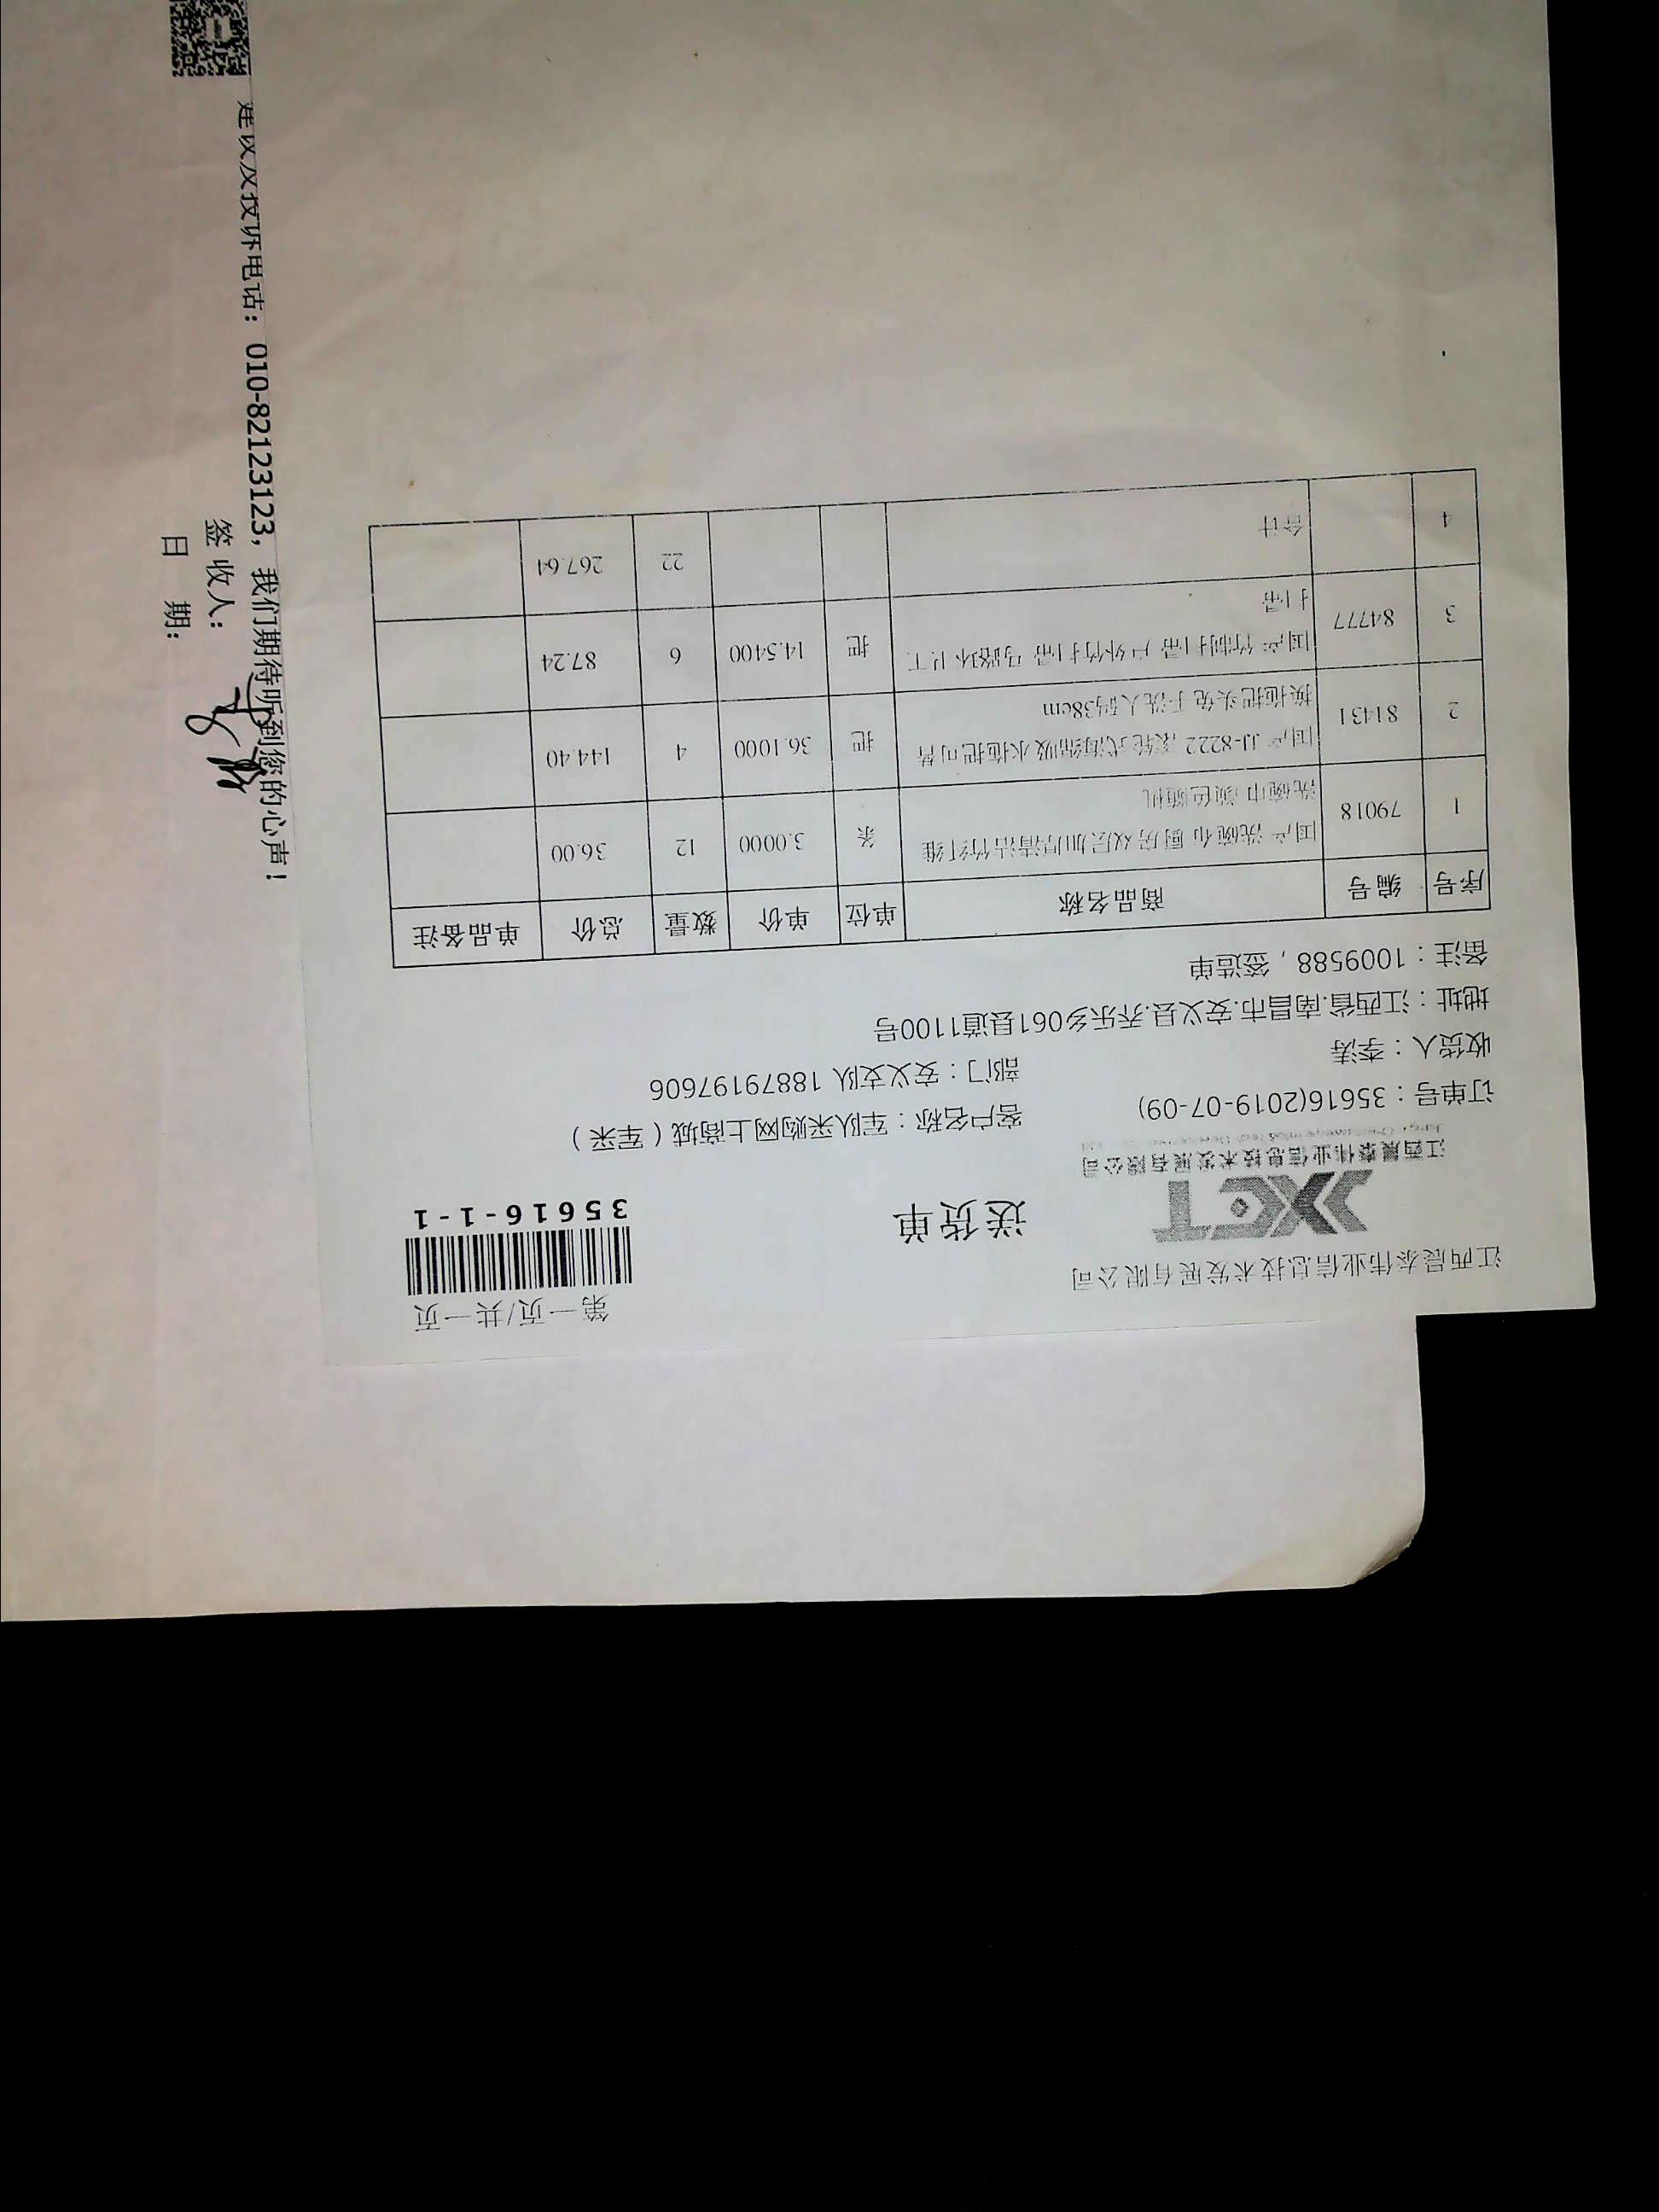 江西晨泰伟业信息技术发展有限公司
第一页/共一页
江西晨泰伟业信息技术发展有限公司
送货单
35616-1-1
订单号：35616(2019-07-09)
客户名称：军队采购网上商城（军采）
收货人：李涛
部门：安义支队 18879197606
地址：江西省.南昌市.安义县.乔乐乡061县道1100号
备注：1009588，签造单
序号 编号 商品名称 单位 单价 数量 总价 单品备注
1 79018 国产 洗碗布 厨房 双层加厚清洁竹纤维 条 3.0000 12 36.00
洗碗巾 颜色随机
2 81431 国产 JJ-8222 滚轮式海绵吸水拖把可替 把 36.1000 4 144.40
换拖把头免手洗大码38cm
3 84777 国产 竹制扫帚 户外竹扫帚 马路环卫工 把 14.5400 6 87.24
扫帚
4 合计 22 267.64
建议及投诉电话：010-82123123，我们期待听到您的心声！
签收人：
日 期：